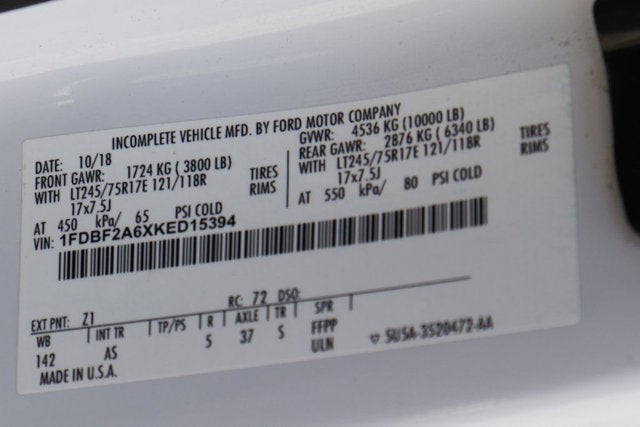 INCOMPLETE VEHICLE MFD. BY FORD MOTOR COMPANY
DATE: 10/18 GVWR: 4536 KG (10000 LB)
FRONT GAWR: 1724 KG (3800 LB) REAR GAWR: 2876 KG (6340 LB)
WITH LT245/75R17E 121/118R TIRES WITH LT245/75R17E 121/118R TIRES
17x7.5J RIMS 17x7.5J RIMS
AT 450 kPa/ 65 PSI COLD AT 550 kPa/ 80 PSI COLD
VIN: 1FDBF2A6XKED15394
EXT PNT: Z1 RC: 72 DSO:
WB INT TR TP/PS R AXLE TR SPR
142 AS 5 37 S FFPP
ULN
MADE IN U.S.A. 5U5A-3520472-AA